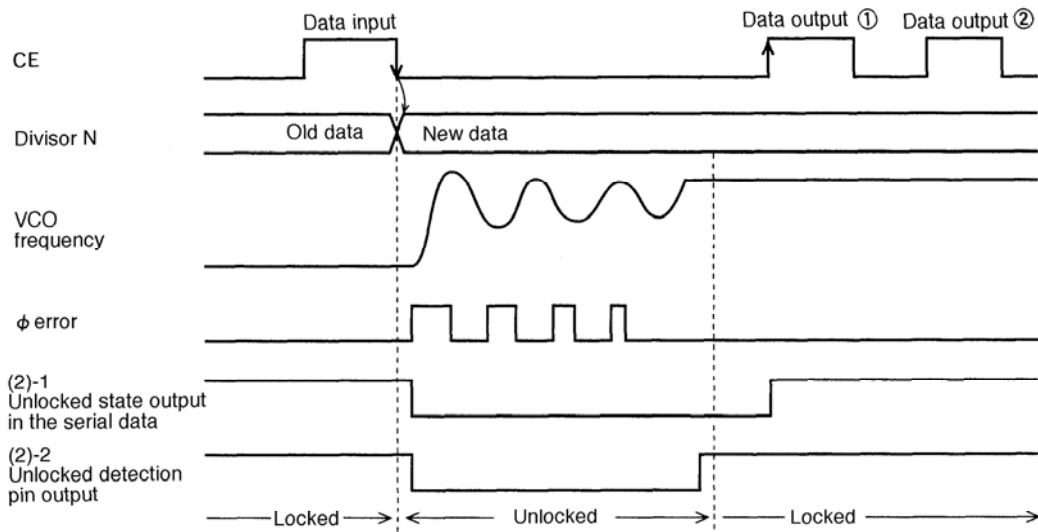 Data input
Data output ①
Data output ②
CE
Divisor N
Old data
New data
VCO
frequency
ϕ error
(2)-1
Unlocked state output
in the serial data
(2)-2
Unlocked detection
pin output
Locked
Unlocked
Locked